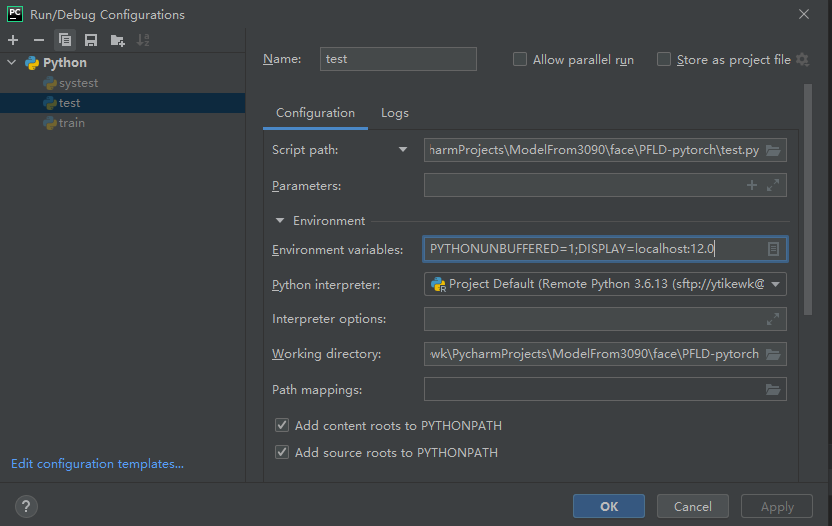 PC
Run/Debug Configurations
Python
systest
test
train
Edit configuration templates...
Name:
test
Allow parallel run
Store as project file
Configuration
Logs
Script path:
harmProjects\ModelFrom3090\face\PFLD-pytorch\test.py
Parameters:
Environment
Environment variables:
PYTHONUNBUFFERED=1;DISPLAY=localhost:12.0
Python interpreter:
Project Default (Remote Python 3.6.13 (sftp://ytikewk@
Interpreter options:
Working directory:
wk\PycharmProjects\ModelFrom3090\face\PFLD-pytorch
Path mappings:
Add content roots to PYTHONPATH
Add source roots to PYTHONPATH
?
OK
Cancel
Apply